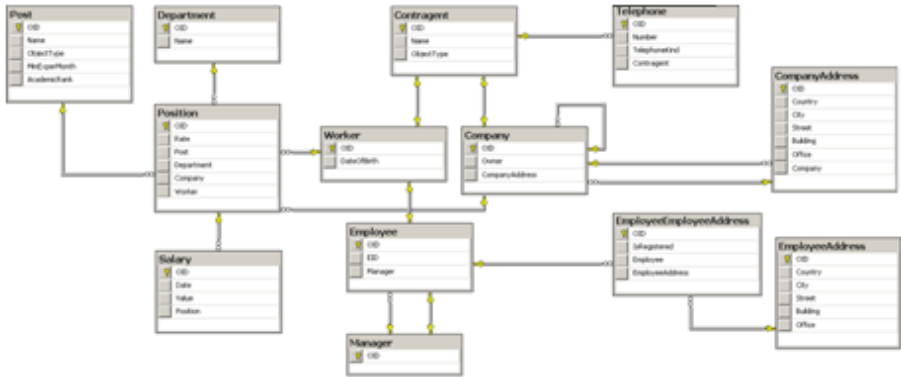 Post
OID
Name
ObjectType
MinExperMonth
AcademicRank
Department
OID
Name
Contragent
OID
Name
ObjectType
Telephone
OID
Number
TelephoneKind
Contragent
CompanyAddress
OID
Country
City
Street
Building
Office
Company
Position
OID
Rate
Post
Department
Company
Worker
Worker
OID
DateOfBirth
Company
OID
Owner
CompanyAddress
Salary
OID
Date
Value
Position
Employee
OID
EID
Manager
EmployeeEmployeeAddress
OID
IsRegistered
Employee
EmployeeAddress
EmployeeAddress
OID
Country
City
Street
Building
Office
Manager
OID